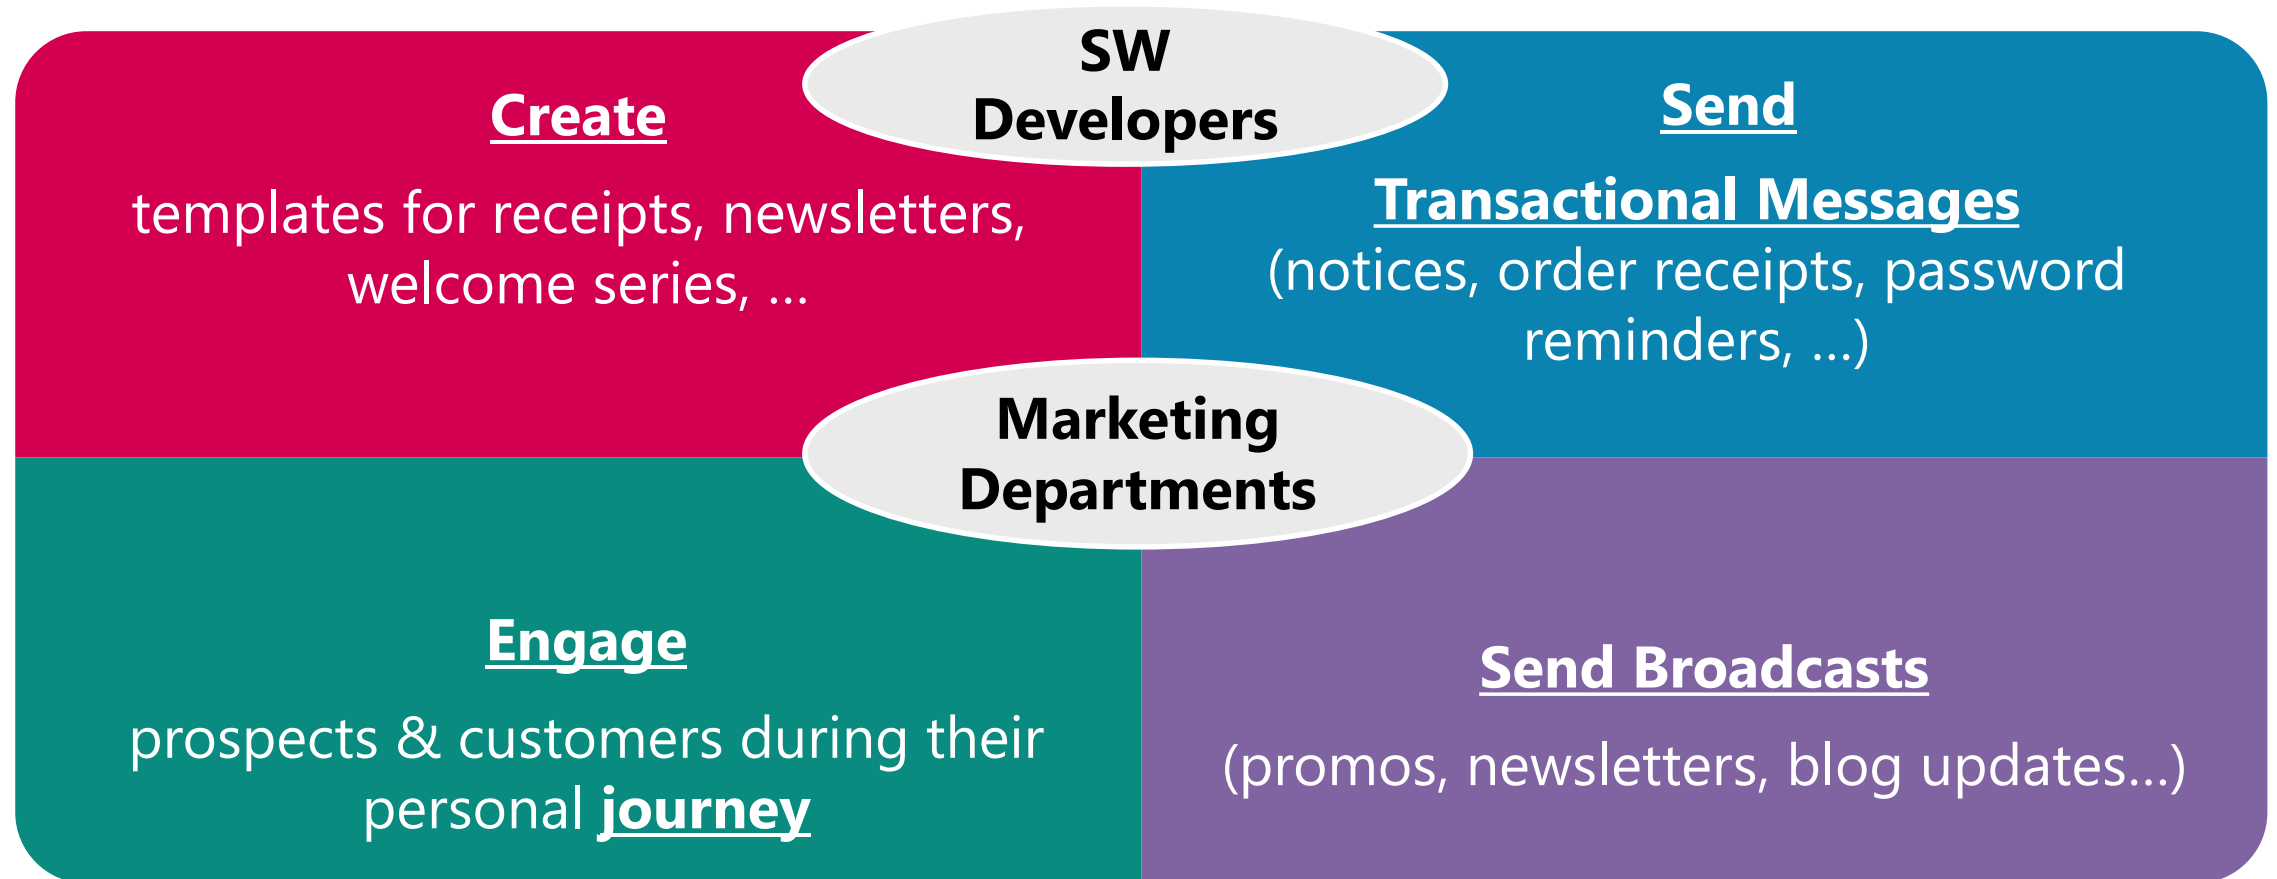 SW
Developers
Create
templates for receipts, newsletters,
welcome series, ...
Send
Transactional Messages
(notices, order receipts, password
reminders, ...)
Marketing
Departments
Engage
prospects & customers during their
personal journey
Send Broadcasts
(promos, newsletters, blog updates...)